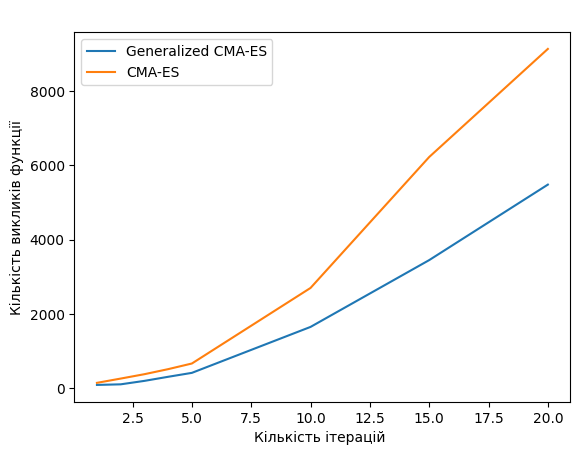 Generalized CMA-ES
CMA-ES
Кількість викликів функції
8000
6000
4000
2000
0
2.5 5.0 7.5 10.0 12.5 15.0 17.5 20.0
Кількість ітерацій